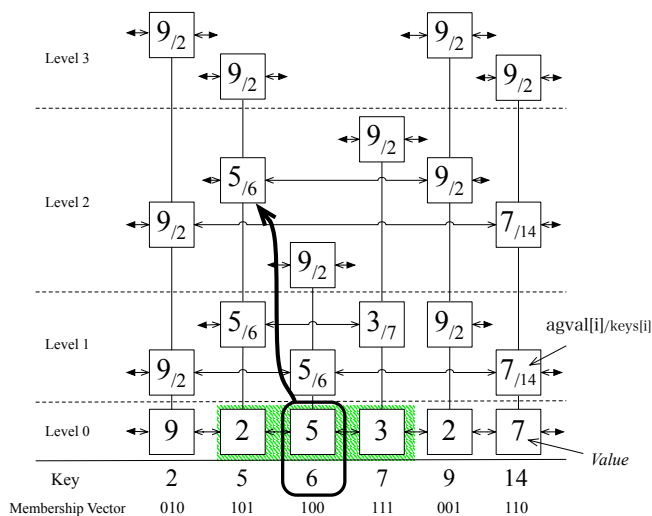 9/2 9/2
Level 3 9/2 9/2
9/2
5/6 9/2
Level 2 9/2 7/14
9/2
5/6 3/7 9/2 agval[i]/keys[i]
Level 1
9/2 5/6 7/14
Level 0 9 2 5 3 2 7
Value
Key 2 5 6 7 9 14
Membership Vector 010 101 100 111 001 110